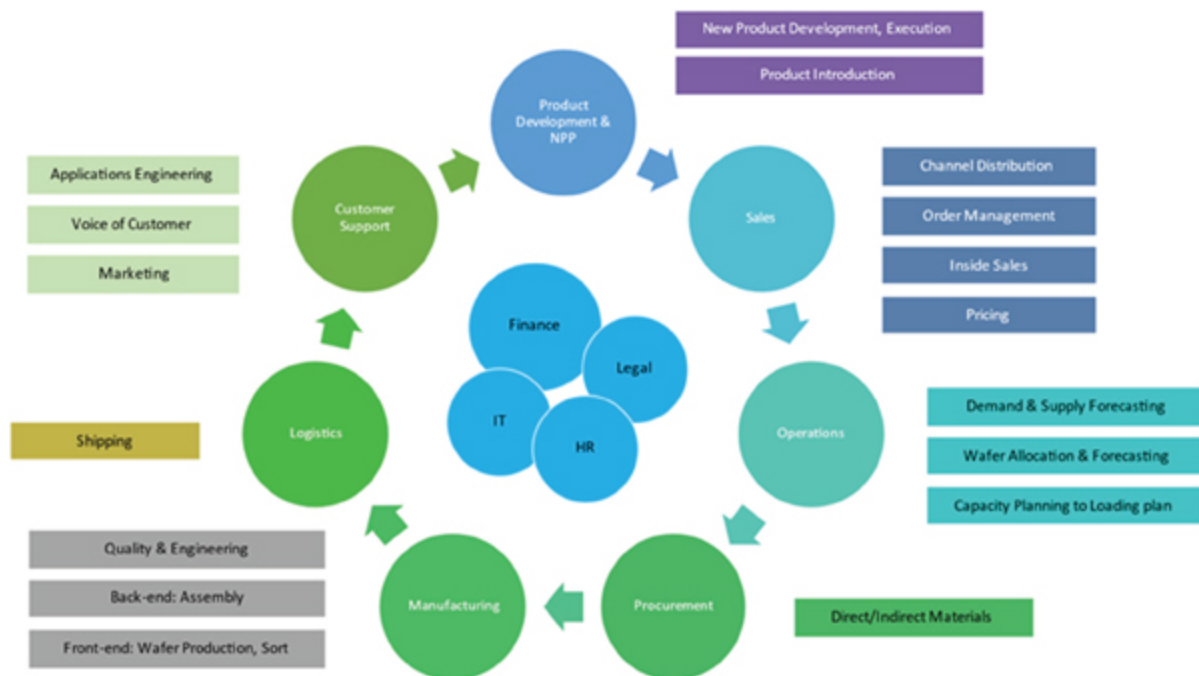 New Product Development, Execution
Product Introduction
Product
Development &
NPP
Applications Engineering
Voice of Customer
Marketing
Customer
Support
Sales
Channel Distribution
Order Management
Inside Sales
Pricing
Finance
Legal
IT
HR
Shipping
Logistics
Operations
Demand & Supply Forecasting
Wafer Allocation & Forecasting
Capacity Planning to Loading plan
Quality & Engineering
Back-end: Assembly
Front-end: Wafer Production, Sort
Manufacturing
Procurement
Direct/Indirect Materials